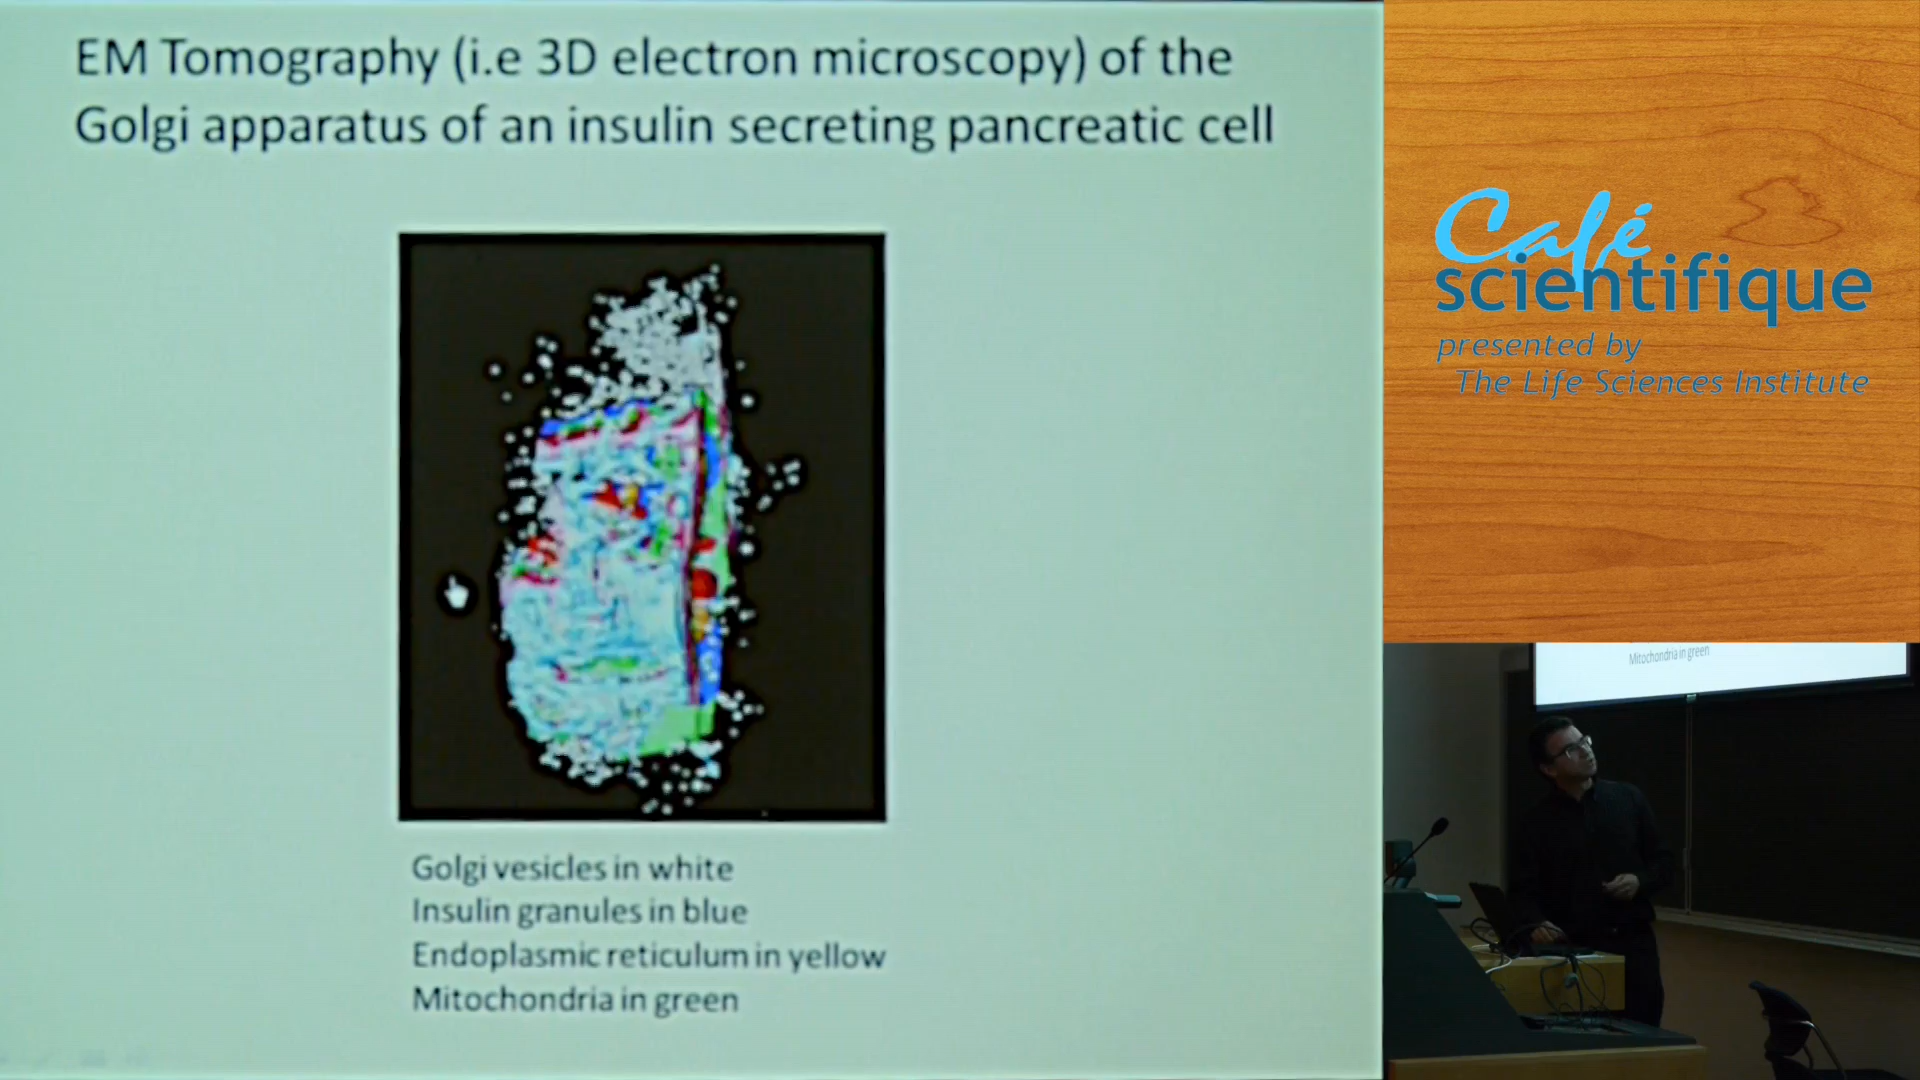 EM Tomography (i.e 3D electron microscopy) of the
Golgi apparatus of an insulin secreting pancreatic cell
Golgi vesicles in white
Insulin granules in blue
Endoplasmic reticulum in yellow
Mitochondria in green
Café
scientifique
presented by
The Life Sciences Institute
Mitochondria in green